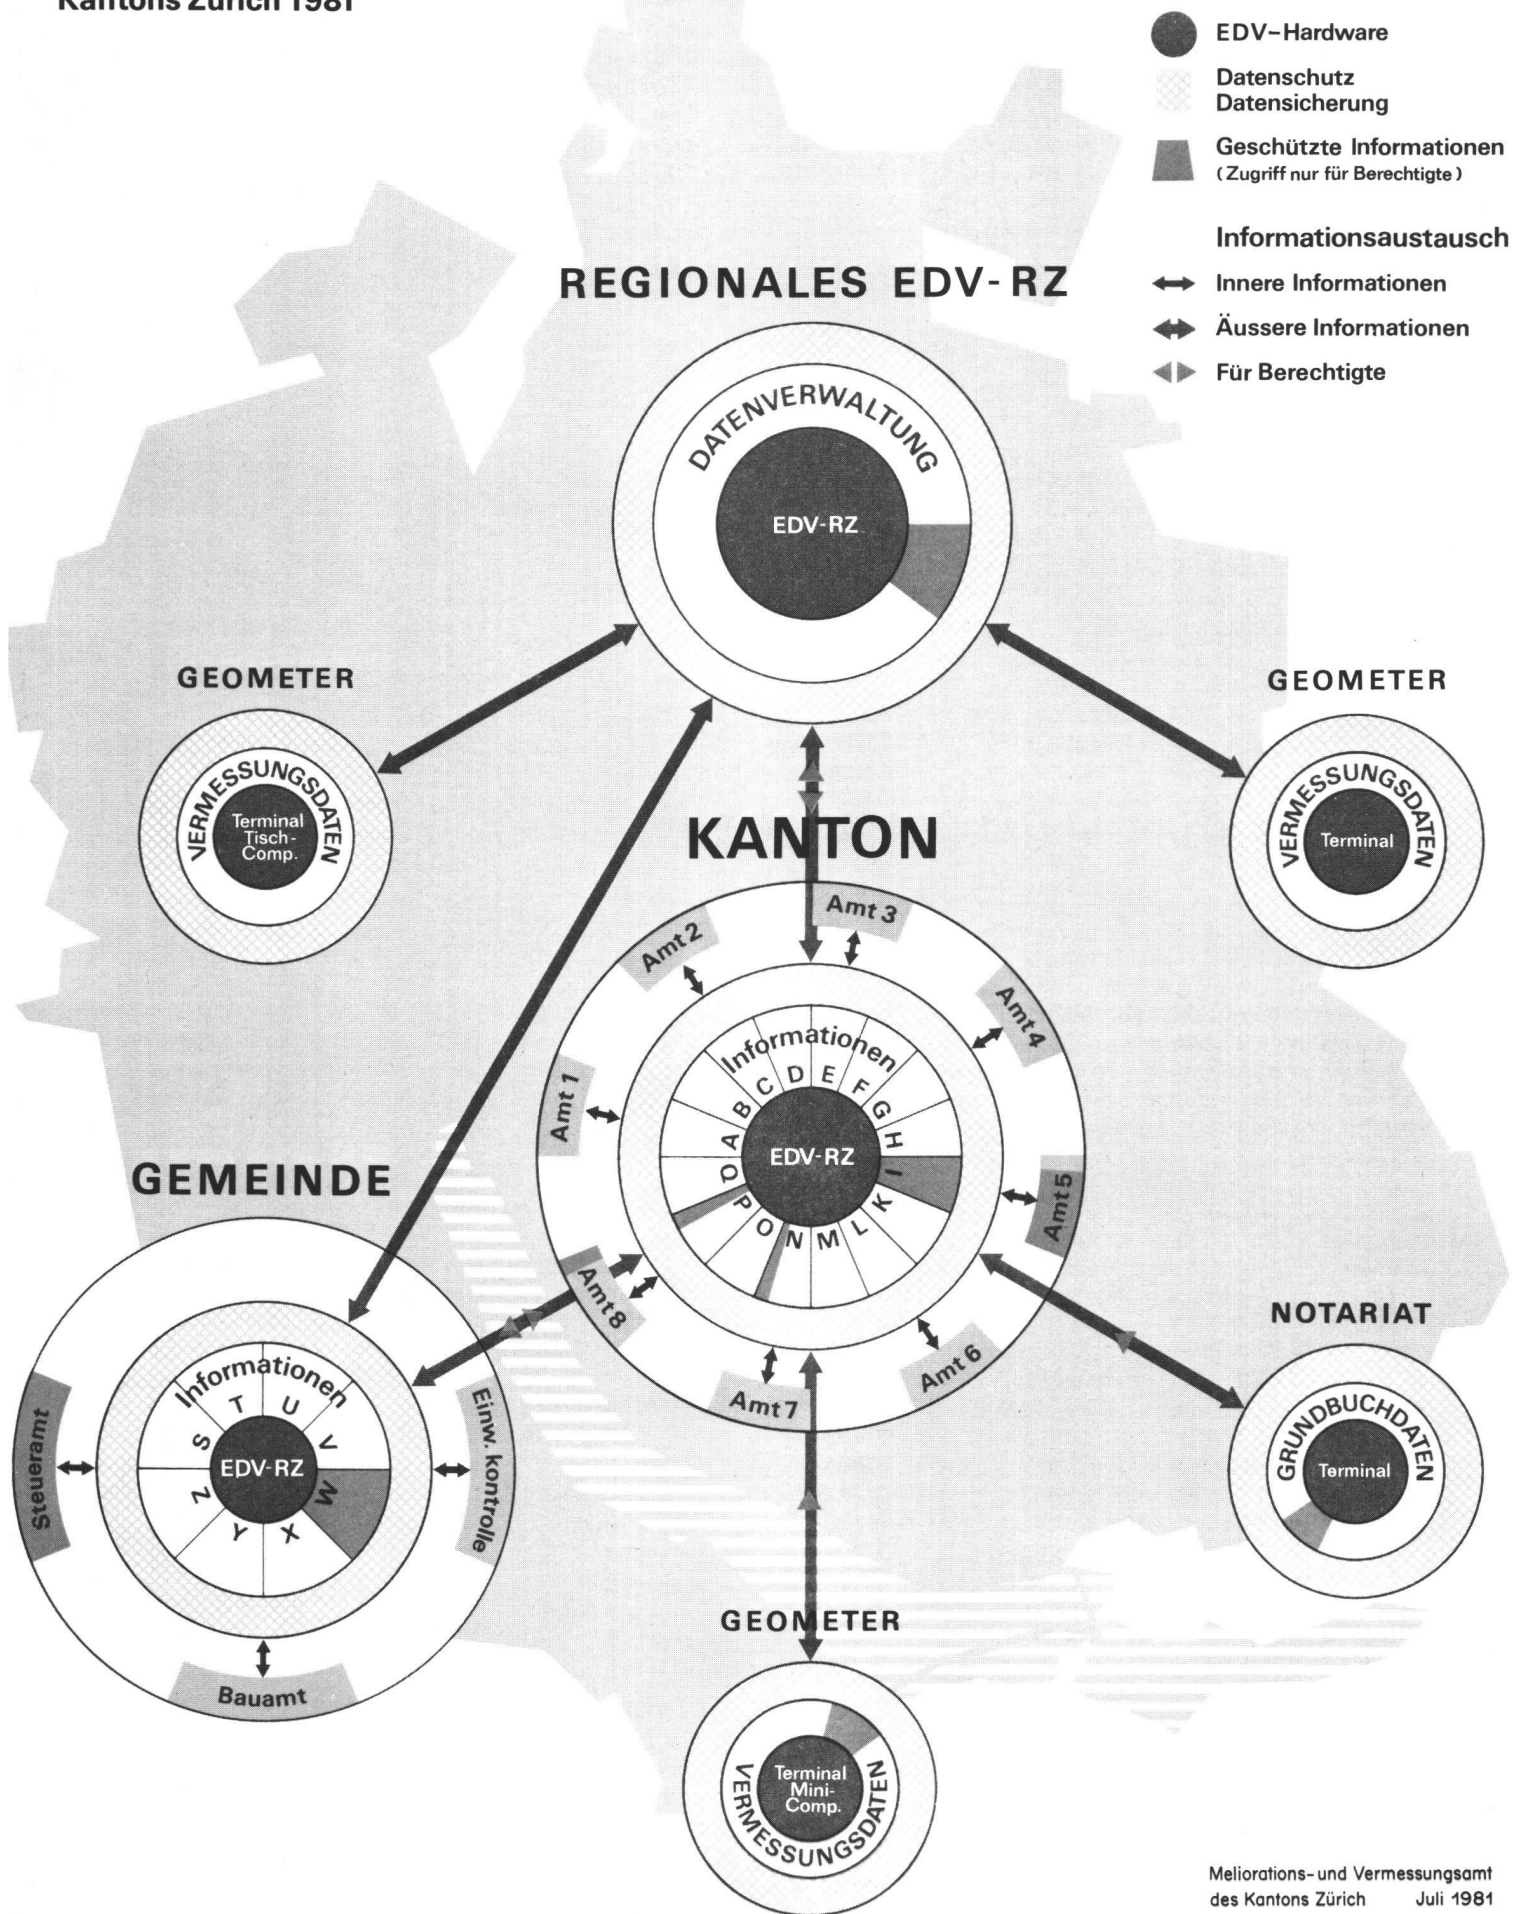 Kantons Zürich 1981
EDV-Hardware
Datenschutz
Datensicherung
Geschützte Informationen
(Zugriff nur für Berechtigte)
Informationsaustausch
Innere Informationen
Äussere Informationen
Für Berechtigte
REGIONALES EDV-RZ
DATENVERWALTUNG
EDV-RZ
GEOMETER
VERMESSUNGSDATEN
Terminal
Tisch-
Comp.
GEOMETER
VERMESSUNGSDATEN
Terminal
KANTON
Amt 1
Amt 2
Amt 3
Amt 4
Amt 5
Amt 6
Amt 7
Amt 8
Informationen
A B C D E F G H I K L M N O P Q
EDV-RZ
GEMEINDE
Informationen
S T U V W X Y Z
EDV-RZ
Steueramt
Einw. kontrolle
Bauamt
NOTARIAT
GRUNDBUCHDATEN
Terminal
GEOMETER
Terminal
Mini-
Comp.
VERMESSUNGSDATEN
Meliorations- und Vermessungsamt
des Kantons Zürich Juli 1981